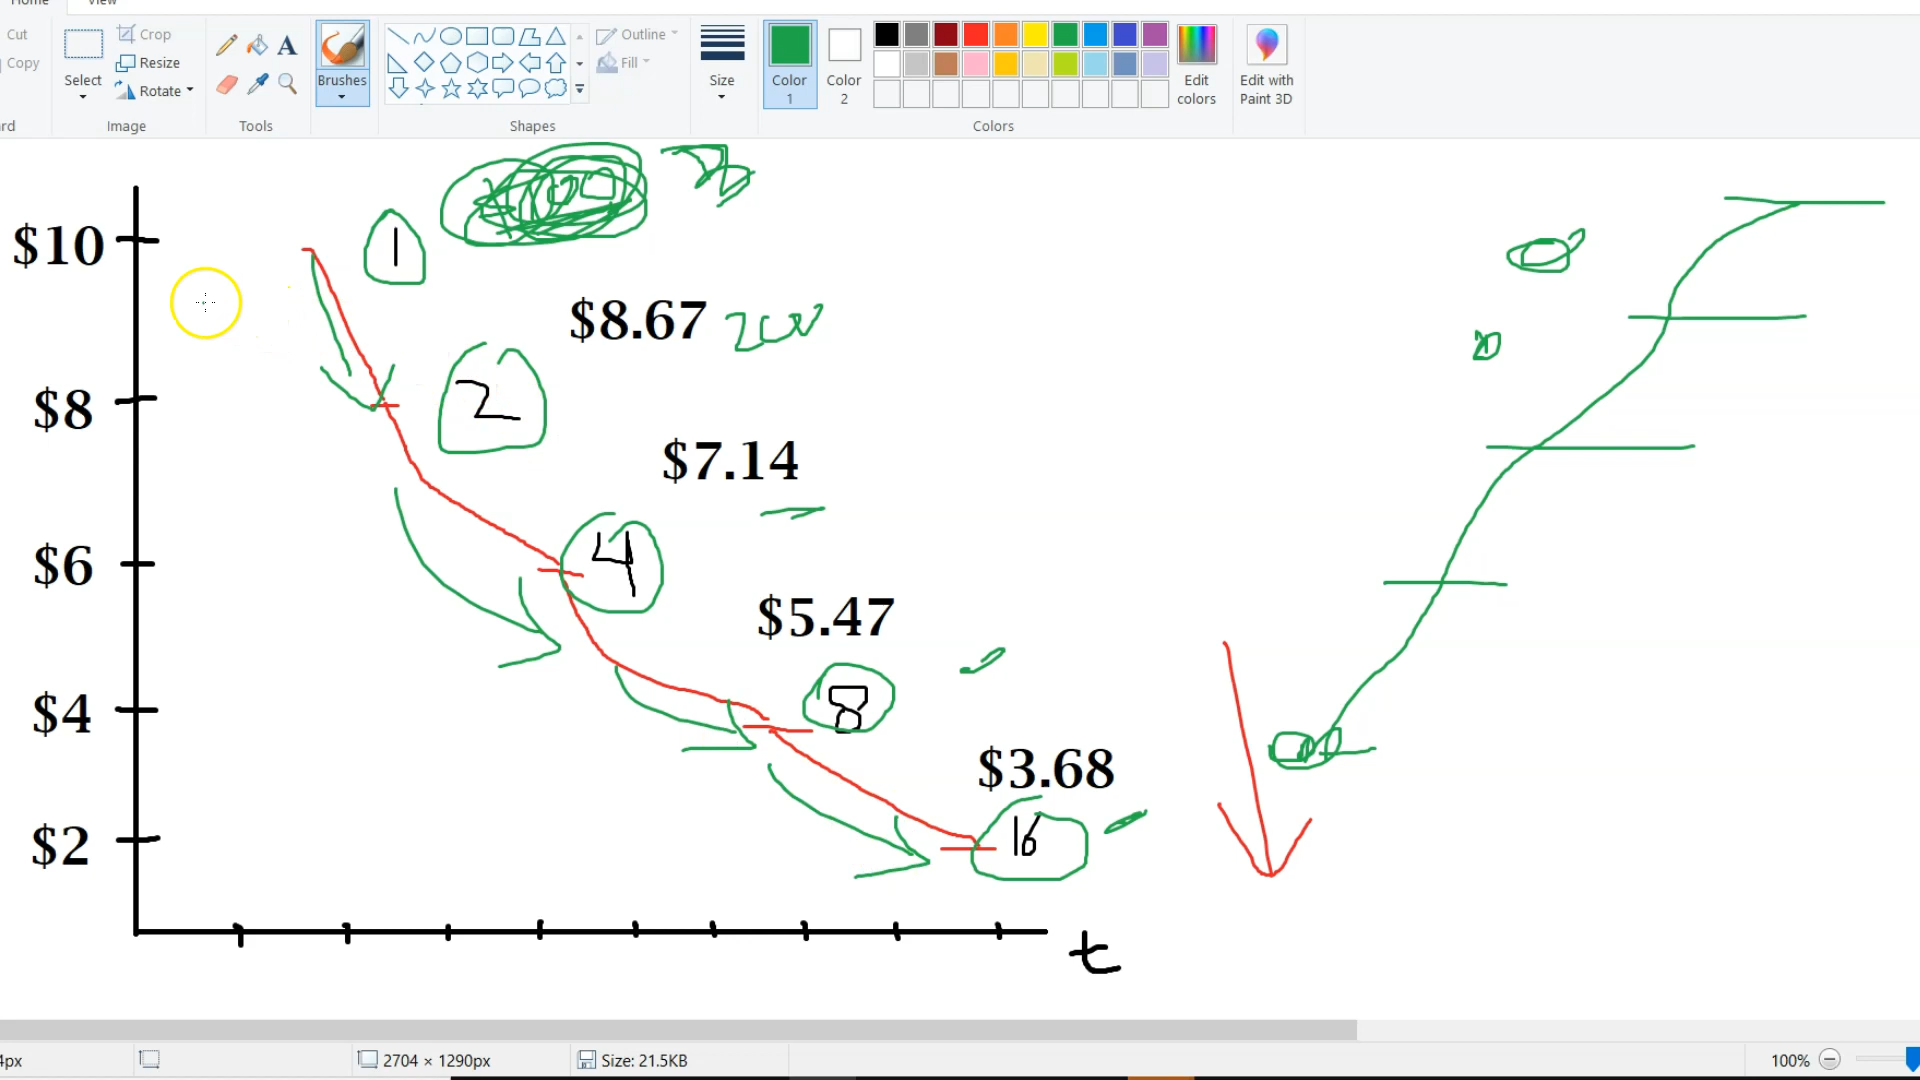 Home View
Cut
Copy
Select
Crop
Resize
Rotate
Image
Tools
Brushes
Shapes
Outline
Fill
Size
Color 1
Color 2
Edit colors
Colors
Edit with Paint 3D
$10
1
$8.67
$8
2
$7.14
$6
4
$5.47
$4
8
$3.68
$2
16
t
2704 × 1290px
Size: 21.5KB
100%